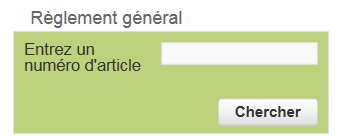 Règlement général
Entrez un
numéro d'article
Chercher